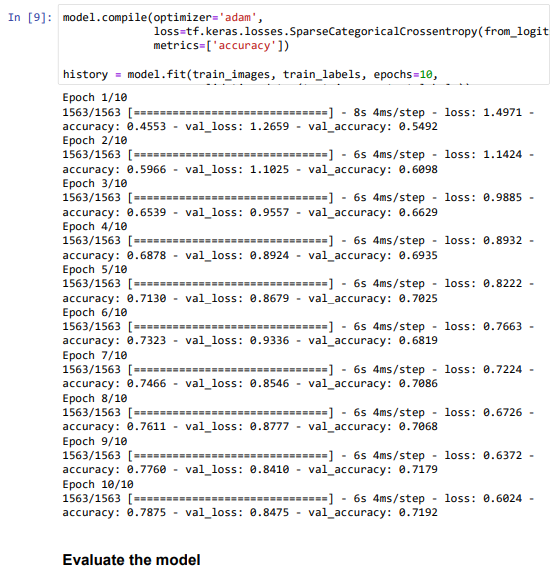 In [9]: model.compile(optimizer='adam',
loss=tf.keras.losses.SparseCategoricalCrossentropy(from_logit
metrics=['accuracy'])
history = model.fit(train_images, train_labels, epochs=10,
Epoch 1/10
1563/1563 [==============================] - 8s 4ms/step - loss: 1.4971 -
accuracy: 0.4553 - val_loss: 1.2659 - val_accuracy: 0.5492
Epoch 2/10
1563/1563 [==============================] - 6s 4ms/step - loss: 1.1424 -
accuracy: 0.5966 - val_loss: 1.1025 - val_accuracy: 0.6098
Epoch 3/10
1563/1563 [==============================] - 6s 4ms/step - loss: 0.9885 -
accuracy: 0.6539 - val_loss: 0.9557 - val_accuracy: 0.6629
Epoch 4/10
1563/1563 [==============================] - 6s 4ms/step - loss: 0.8932 -
accuracy: 0.6878 - val_loss: 0.8924 - val_accuracy: 0.6935
Epoch 5/10
1563/1563 [==============================] - 6s 4ms/step - loss: 0.8222 -
accuracy: 0.7130 - val_loss: 0.8679 - val_accuracy: 0.7025
Epoch 6/10
1563/1563 [==============================] - 6s 4ms/step - loss: 0.7663 -
accuracy: 0.7323 - val_loss: 0.9336 - val_accuracy: 0.6819
Epoch 7/10
1563/1563 [==============================] - 6s 4ms/step - loss: 0.7224 -
accuracy: 0.7466 - val_loss: 0.8546 - val_accuracy: 0.7086
Epoch 8/10
1563/1563 [==============================] - 6s 4ms/step - loss: 0.6726 -
accuracy: 0.7611 - val_loss: 0.8777 - val_accuracy: 0.7068
Epoch 9/10
1563/1563 [==============================] - 6s 4ms/step - loss: 0.6372 -
accuracy: 0.7760 - val_loss: 0.8410 - val_accuracy: 0.7179
Epoch 10/10
1563/1563 [==============================] - 6s 4ms/step - loss: 0.6024 -
accuracy: 0.7875 - val_loss: 0.8475 - val_accuracy: 0.7192
Evaluate the model